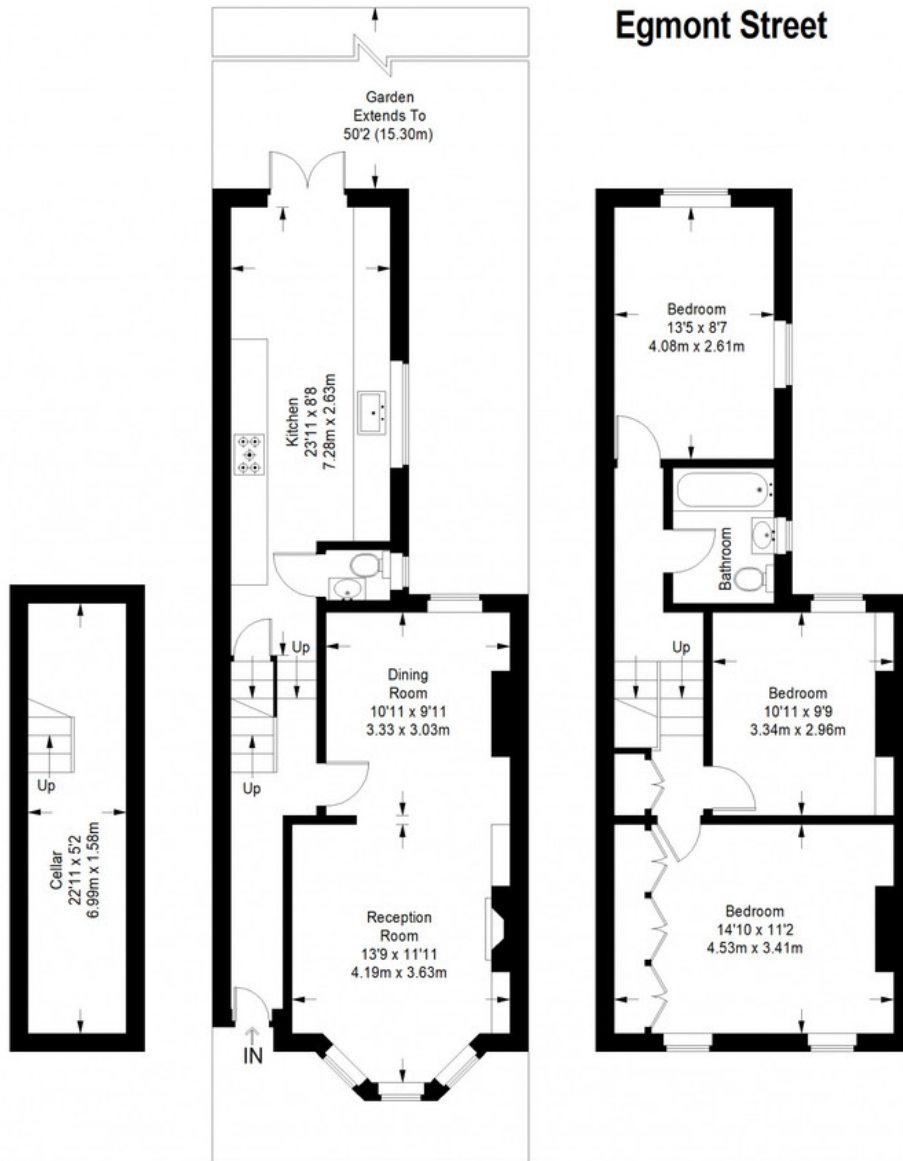 Egmont Street
Garden
Extends To
50'2 (15.30m)
Kitchen
23'11 x 8'8
7.28m x 2.63m
Up
Dining
Room
10'11 x 9'11
3.33 x 3.03m
Up
Reception
Room
13'9 x 11'11
4.19m x 3.63m
IN
Up
Cellar
22'11 x 5'2
6.99m x 1.58m
Bedroom
13'5 x 8'7
4.08m x 2.61m
Bathroom
Up
Bedroom
10'11 x 9'9
3.34m x 2.96m
Bedroom
14'10 x 11'2
4.53m x 3.41m